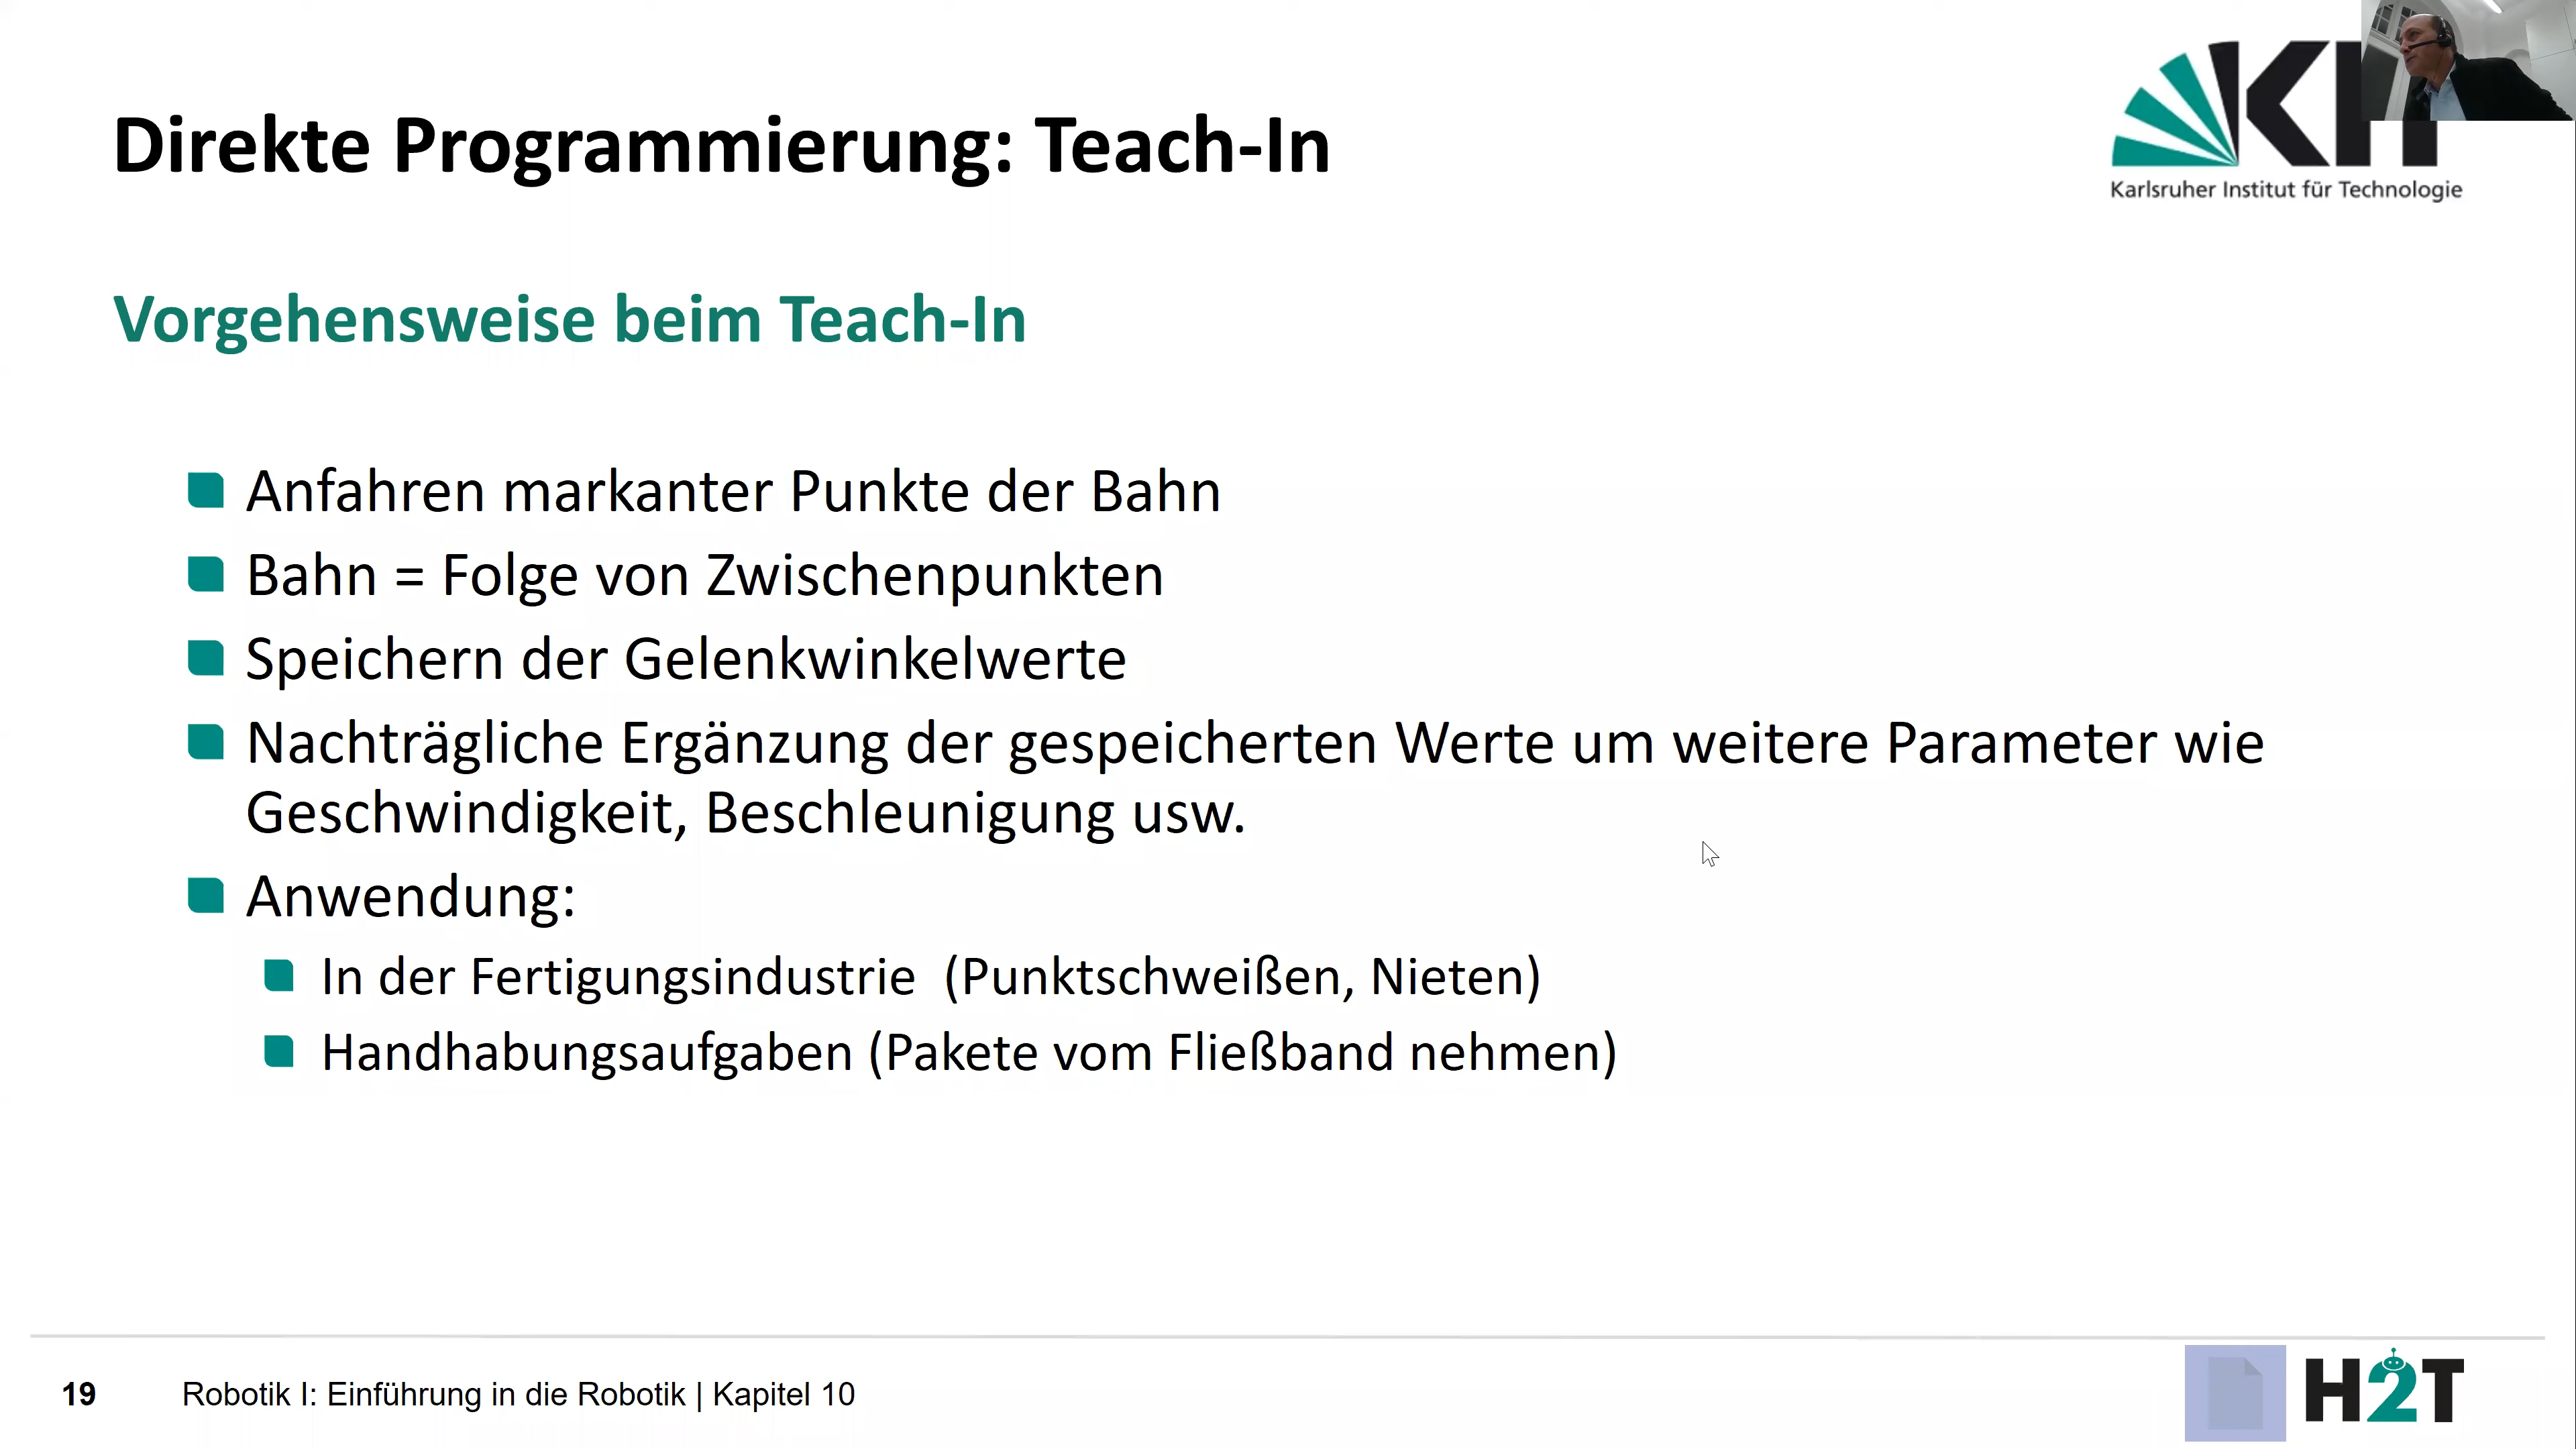 Direkte Programmierung: Teach-In
Karlsruher Institut für Technologie
Vorgehensweise beim Teach-In
Anfahren markanter Punkte der Bahn
Bahn = Folge von Zwischenpunkten
Speichern der Gelenkwinkelwerte
Nachträgliche Ergänzung der gespeicherten Werte um weitere Parameter wie
Geschwindigkeit, Beschleunigung usw.
Anwendung:
In der Fertigungsindustrie (Punktschweißen, Nieten)
Handhabungsaufgaben (Pakete vom Fließband nehmen)
19 Robotik I: Einführung in die Robotik | Kapitel 10
H2T